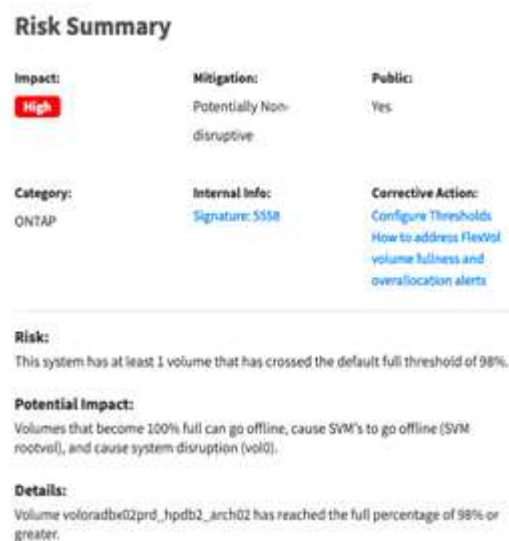 Risk Summary
Impact: Mitigation: Public:
High Potentially Non- Yes
disruptive
Category: Internal Info: Corrective Action:
ONTAP Signature: 5558 Configure Thresholds
How to address FlexVol
volume fullness and
overallocation alerts
Risk:
This system has at least 1 volume that has crossed the default full threshold of 98%.
Potential Impact:
Volumes that become 100% full can go offline, cause SVM's to go offline (SVM
rootvol), and cause system disruption (vol0).
Details:
Volume voloradbx02prd_hpdb2_arch02 has reached the full percentage of 98% or
greater.